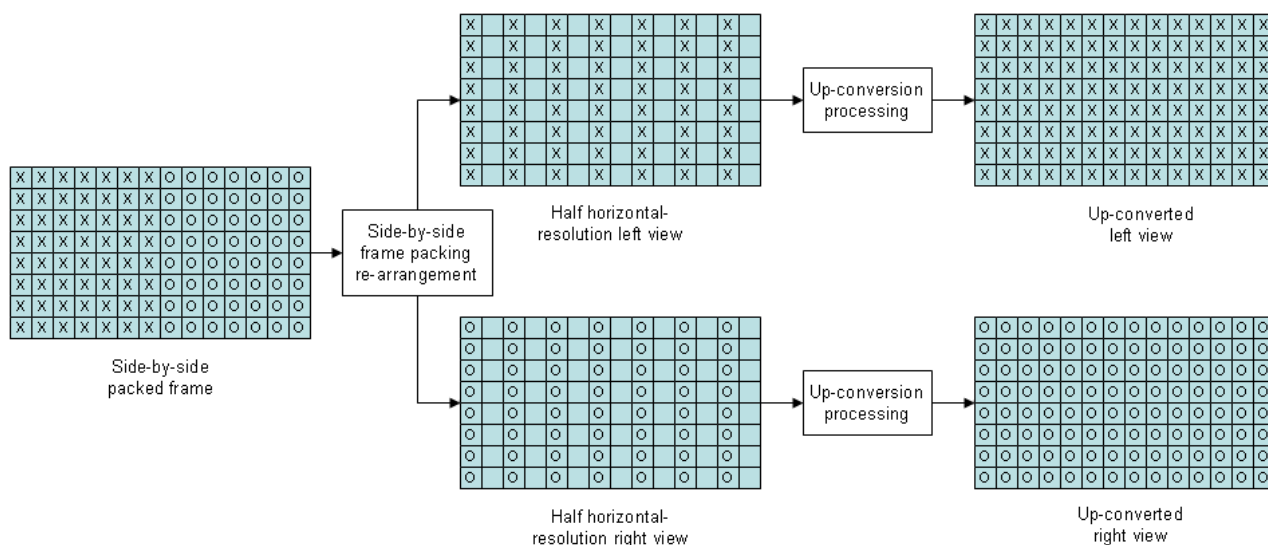 X X X X X X X O O O O O O O
X X X X X X X O O O O O O O
X X X X X X X O O O O O O O
X X X X X X X O O O O O O O
X X X X X X X O O O O O O O
X X X X X X X O O O O O O O
X X X X X X X O O O O O O O
X X X X X X X O O O O O O O
Side-by-side
packed frame
Side-by-side
frame packing
re-arrangement
X X X X X X X
X X X X X X X
X X X X X X X
X X X X X X X
X X X X X X X
X X X X X X X
X X X X X X X
X X X X X X X
Half horizontal-
resolution left view
Up-conversion
processing
X X X X X X X X X X X X X X
X X X X X X X X X X X X X X
X X X X X X X X X X X X X X
X X X X X X X X X X X X X X
X X X X X X X X X X X X X X
X X X X X X X X X X X X X X
X X X X X X X X X X X X X X
X X X X X X X X X X X X X X
Up-converted
left view
O O O O O O O
O O O O O O O
O O O O O O O
O O O O O O O
O O O O O O O
O O O O O O O
O O O O O O O
O O O O O O O
Half horizontal-
resolution right view
Up-conversion
processing
O O O O O O O O O O O O O O
O O O O O O O O O O O O O O
O O O O O O O O O O O O O O
O O O O O O O O O O O O O O
O O O O O O O O O O O O O O
O O O O O O O O O O O O O O
O O O O O O O O O O O O O O
O O O O O O O O O O O O O O
Up-converted
right view